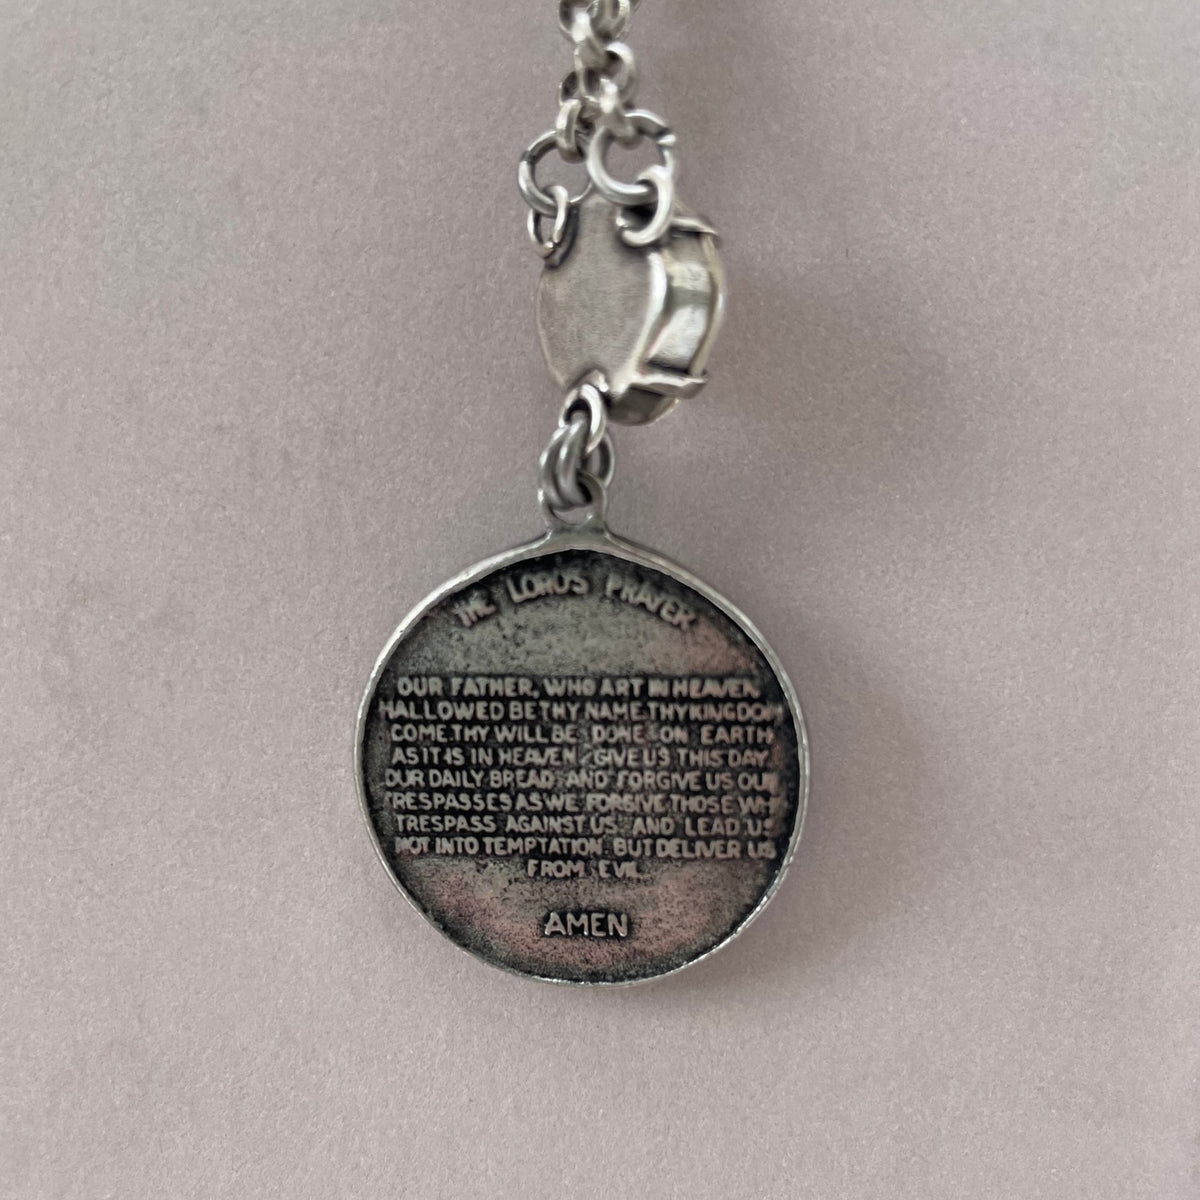 THE LORD'S PRAYER
OUR FATHER, WHO ART IN HEAVEN
HALLOWED BE THY NAME. THY KINGDOM
COME. THY WILL BE DONE ON EARTH
AS IT IS IN HEAVEN. GIVE US THIS DAY
OUR DAILY BREAD, AND FORGIVE US OUR
TRESPASSES AS WE FORGIVE THOSE WH
TRESPASS AGAINST US. AND LEAD US
NOT INTO TEMPTATION. BUT DELIVER US
FROM EVIL
AMEN